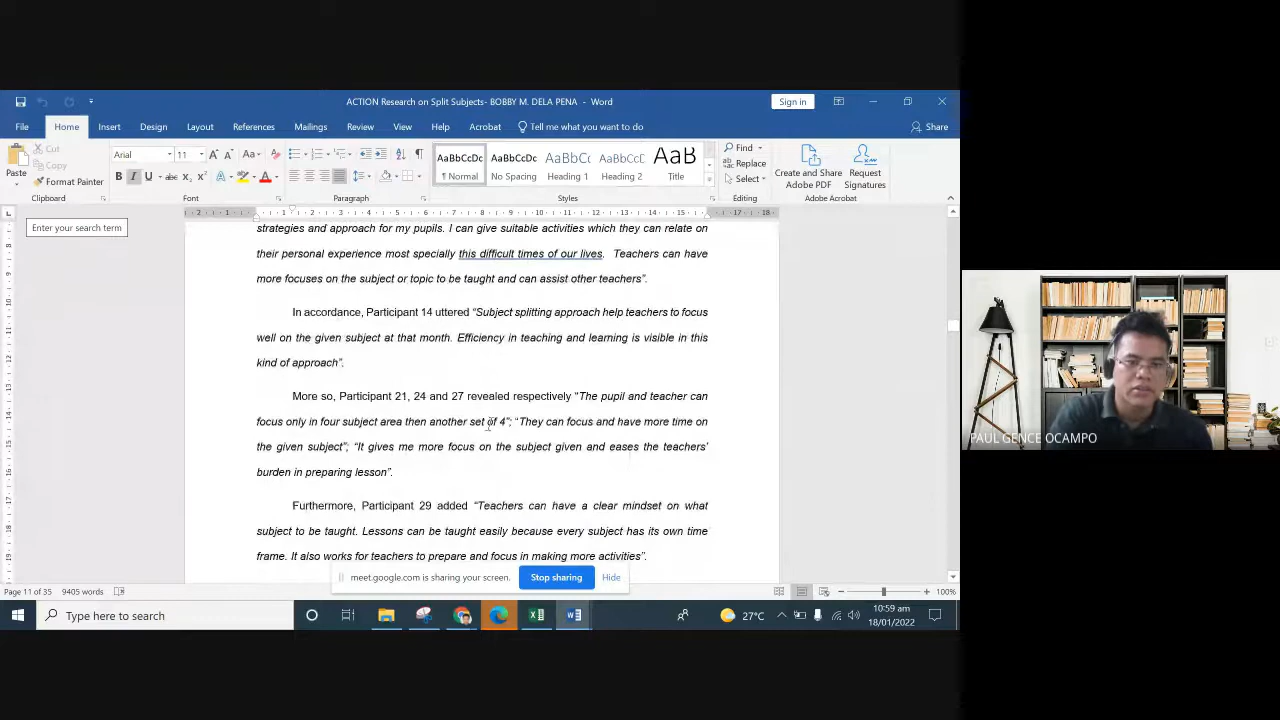 ACTION Research on Split Subjects- BOBBY M. DELA PENA - Word
Sign in
File Home Insert Design Layout References Mailings Review View Help Acrobat Tell me what you want to do Share
Cut
Copy
Format Painter
Paste
Clipboard
Arial 11
Font
Paragraph
AaBbCcDc AaBbCcDc AaBbCc AaBbCcD AaB
¶ Normal No Spacing Heading 1 Heading 2 Title
Styles
Find
Replace
Select
Editing
Create and Share Adobe PDF
Request Signatures
Adobe Acrobat
Enter your search term
strategies and approach for my pupils. I can give suitable activities which they can relate on
their personal experience most specially this difficult times of our lives. Teachers can have
more focuses on the subject or topic to be taught and can assist other teachers”.
In accordance, Participant 14 uttered “Subject splitting approach help teachers to focus
well on the given subject at that month. Efficiency in teaching and learning is visible in this
kind of approach”.
More so, Participant 21, 24 and 27 revealed respectively “The pupil and teacher can
focus only in four subject area then another set of 4”; “They can focus and have more time on
the given subject”; “It gives me more focus on the subject given and eases the teachers’
burden in preparing lesson”.
Furthermore, Participant 29 added “Teachers can have a clear mindset on what
subject to be taught. Lessons can be taught easily because every subject has its own time
frame. It also works for teachers to prepare and focus in making more activities”.
meet.google.com is sharing your screen. Stop sharing Hide
Page 11 of 35 9405 words
100%
Type here to search
27°C
10:59 am
18/01/2022
PAUL GENCE OCAMPO